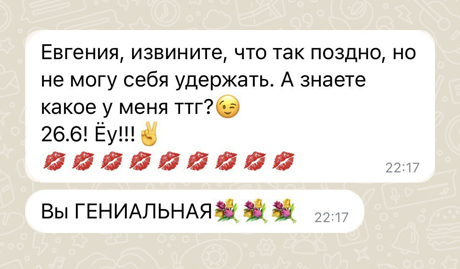 Евгения, извините, что так поздно, но
не могу себя удержать. А знаете
какое у меня ттг?😉
26.6! Ёу!!!✌️
💋💋💋💋💋💋💋💋💋
22:17
Вы ГЕНИАЛЬНАЯ💐💐💐 22:17